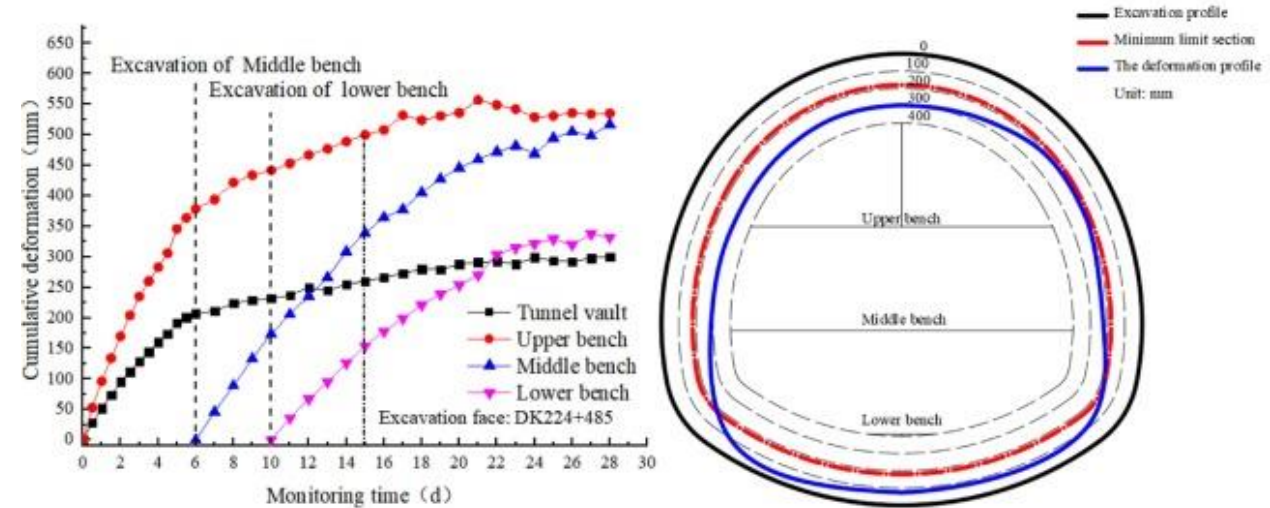 Cumulative deformation（mm）
650
600
550
500
450
400
350
300
250
200
150
100
50
0
Excavation of Middle bench
Excavation of lower bench
Tunnel vault
Upper bench
Middle bench
Lower bench
Excavation face: DK224+485
0 2 4 6 8 10 12 14 16 18 20 22 24 26 28 30
Monitoring time（d）
Excavation profile
Minimum limit section
The deformation profile
Unit: mm
0
100
200
300
400
Upper bench
Middle bench
Lower bench